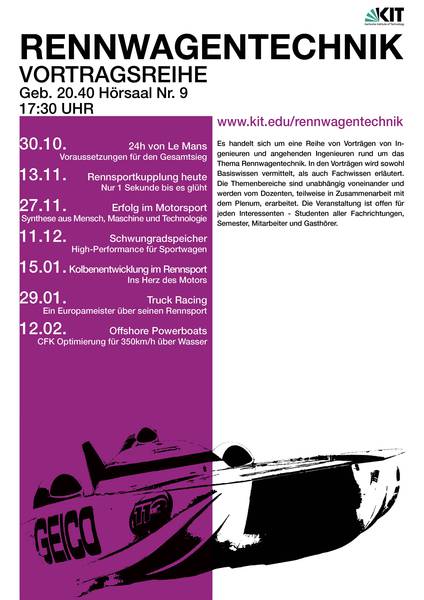 KIT
Karlsruhe Institute of Technology
RENNWAGENTECHNIK
VORTRAGSREIHE
Geb. 20.40 Hörsaal Nr. 9
17:30 UHR
www.kit.edu/rennwagentechnik
30.10. 24h von Le Mans
Voraussetzungen für den Gesamtsieg
13.11. Rennsportkupplung heute
Nur 1 Sekunde bis es glüht
27.11. Erfolg im Motorsport
Synthese aus Mensch, Maschine und Technologie
11.12. Schwungradspeicher
High-Performance für Sportwagen
15.01. Kolbenentwicklung im Rennsport
Ins Herz des Motors
29.01. Truck Racing
Ein Europameister über seinen Rennsport
12.02. Offshore Powerboats
CFK Optimierung für 350km/h über Wasser
Es handelt sich um eine Reihe von Vorträgen von In-
genieuren und angehenden Ingenieuren rund um das
Thema Rennwagentechnik. In den Vorträgen wird sowohl
Basiswissen vermittelt, als auch Fachwissen erläutert.
Die Themenbereiche sind unabhängig voneinander und
werden vom Dozenten, teilweise in Zusammenarbeit mit
dem Plenum, erarbeitet. Die Veranstaltung ist offen für
jeden Interessenten - Studenten aller Fachrichtungen,
Semester, Mitarbeiter und Gasthörer.
GEICO
113